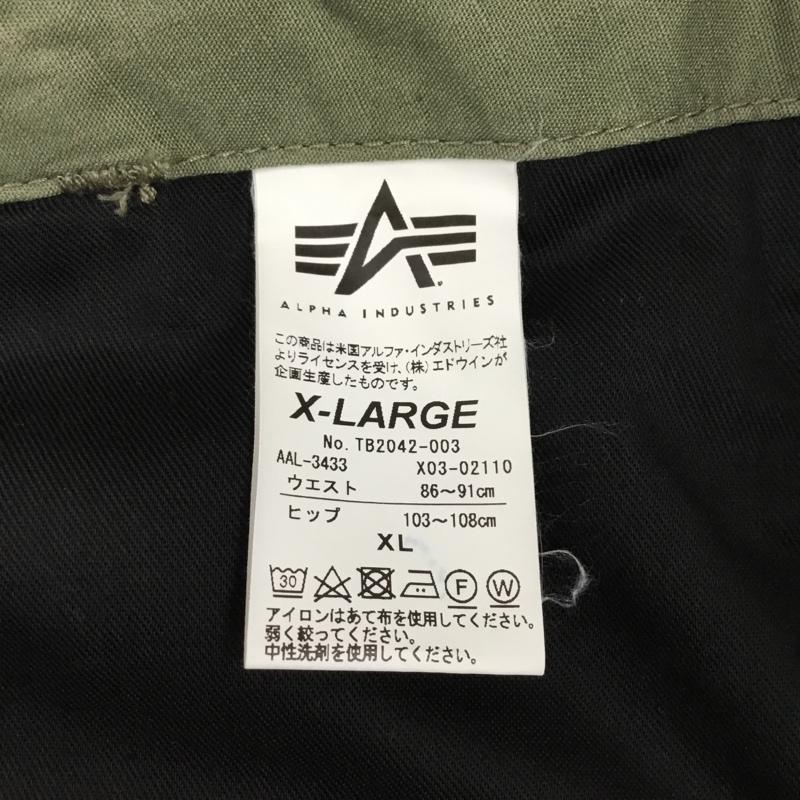 ALPHA INDUSTRIES
この商品は米国アルファ・インダストリーズ社
よりライセンスを受け、(株)エドウインが
企画生産したものです。
X-LARGE
No. TB2042-003
AAL-3433 X03-02110
ウエスト 86～91cm
ヒップ 103～108cm
XL
30 F W
アイロンはあて布を使用してください。
弱く絞ってください。
中性洗剤を使用してください。